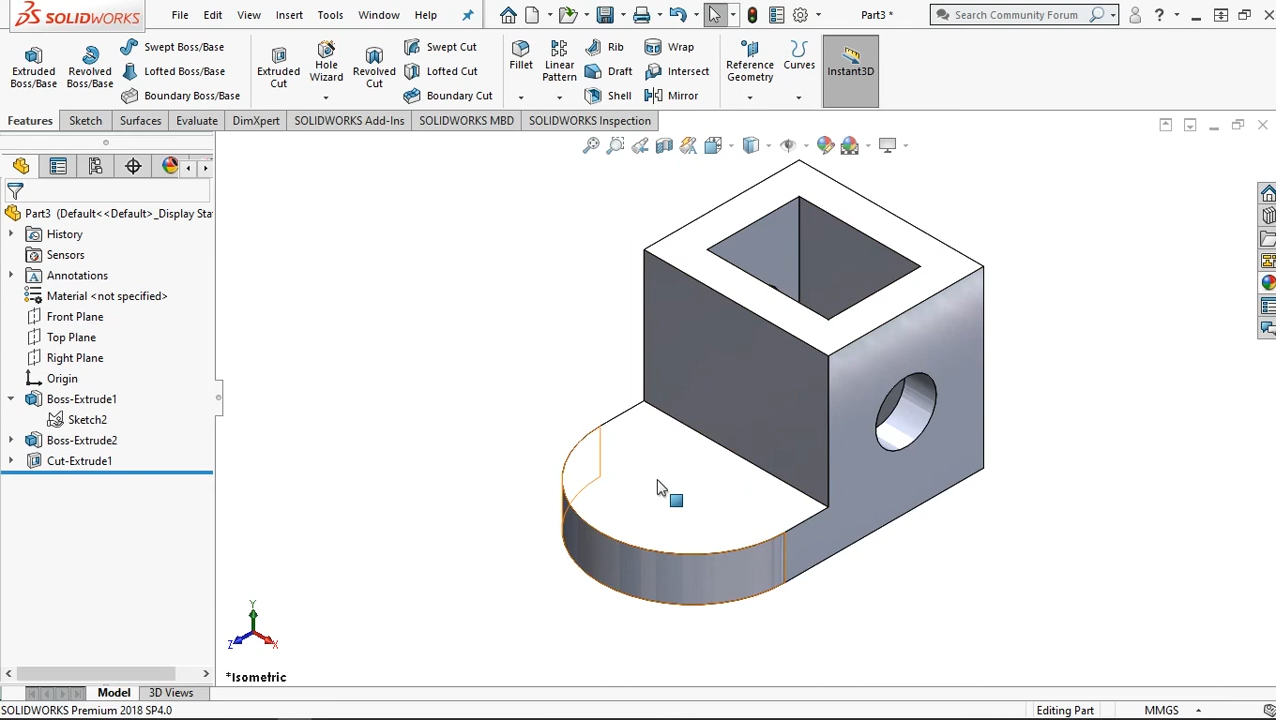 SOLIDWORKS File Edit View Insert Tools Window Help Part3 * Search Community Forum ?
Extruded Boss/Base
Revolved Boss/Base
Swept Boss/Base
Lofted Boss/Base
Boundary Boss/Base
Extruded Cut
Hole Wizard
Revolved Cut
Swept Cut
Lofted Cut
Boundary Cut
Fillet
Linear Pattern
Rib
Draft
Shell
Wrap
Intersect
Mirror
Reference Geometry
Curves
Instant3D
Features Sketch Surfaces Evaluate DimXpert SOLIDWORKS Add-Ins SOLIDWORKS MBD SOLIDWORKS Inspection
Part3 (Default<<Default>_Display Sta
History
Sensors
Annotations
Material <not specified>
Front Plane
Top Plane
Right Plane
Origin
Boss-Extrude1
Sketch2
Boss-Extrude2
Cut-Extrude1
Y
Z
X
*Isometric
Model 3D Views
SOLIDWORKS Premium 2018 SP4.0 Editing Part MMGS